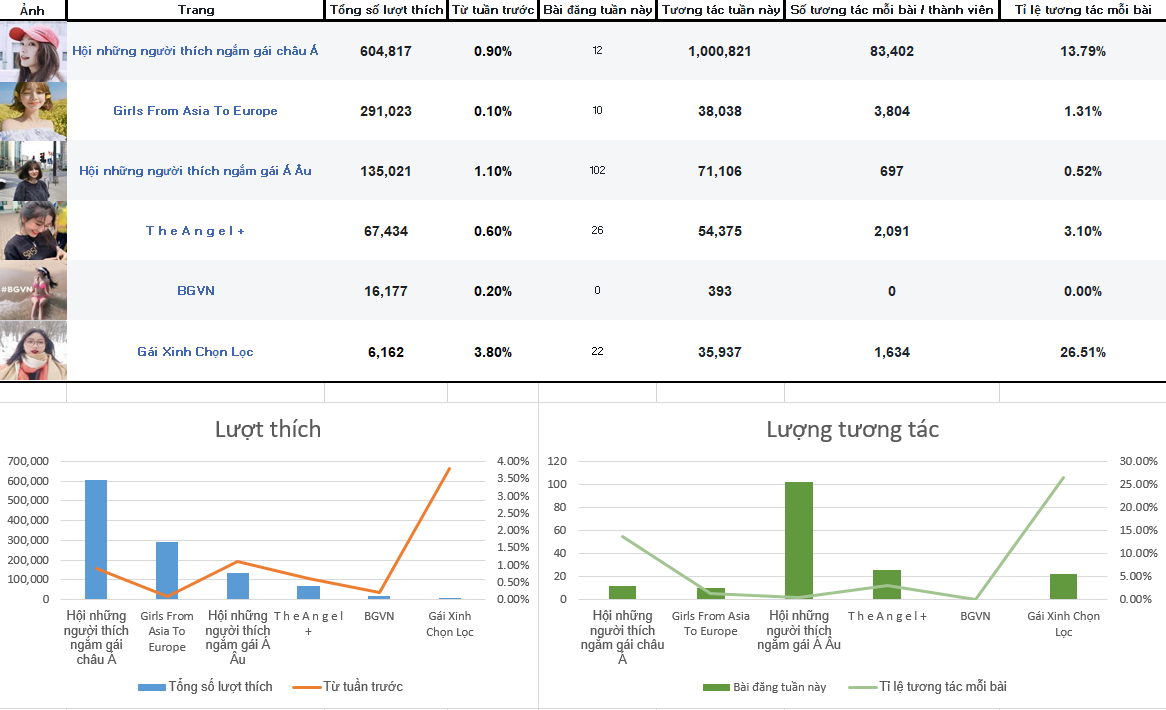 Ảnh Trang Tổng số lượt thích Từ tuần trước Bài đăng tuần này Tương tác tuần này Số tương tác mỗi bài / thành viên Tỉ lệ tương tác mỗi bài
Hội những người thích ngắm gái châu Á 604,817 0.90% 12 1,000,821 83,402 13.79%
Girls From Asia To Europe 291,023 0.10% 10 38,038 3,804 1.31%
Hội những người thích ngắm gái Á Âu 135,021 1.10% 102 71,106 697 0.52%
T h e A n g e l + 67,434 0.60% 26 54,375 2,091 3.10%
#BGVN BGVN 16,177 0.20% 0 393 0 0.00%
Gái Xinh Chọn Lọc 6,162 3.80% 22 35,937 1,634 26.51%
Lượt thích
700,000
600,000
500,000
400,000
300,000
200,000
100,000
0
4.00%
3.50%
3.00%
2.50%
2.00%
1.50%
1.00%
0.50%
0.00%
Hội những
người thích
ngắm gái
châu Á
Girls From
Asia To
Europe
Hội những
người thích
ngắm gái Á
Âu
T h e A n g e l
+
BGVN
Gái Xinh
Chọn Lọc
Tổng số lượt thích Từ tuần trước
Lượng tương tác
120
100
80
60
40
20
0
30.00%
25.00%
20.00%
15.00%
10.00%
5.00%
0.00%
Hội những
người thích
ngắm gái châu
Á
Girls From Asia
To Europe
Hội những
người thích
ngắm gái Á Âu
T h e A n g e l +
BGVN
Gái Xinh Chọn
Lọc
Bài đăng tuần này Tỉ lệ tương tác mỗi bài